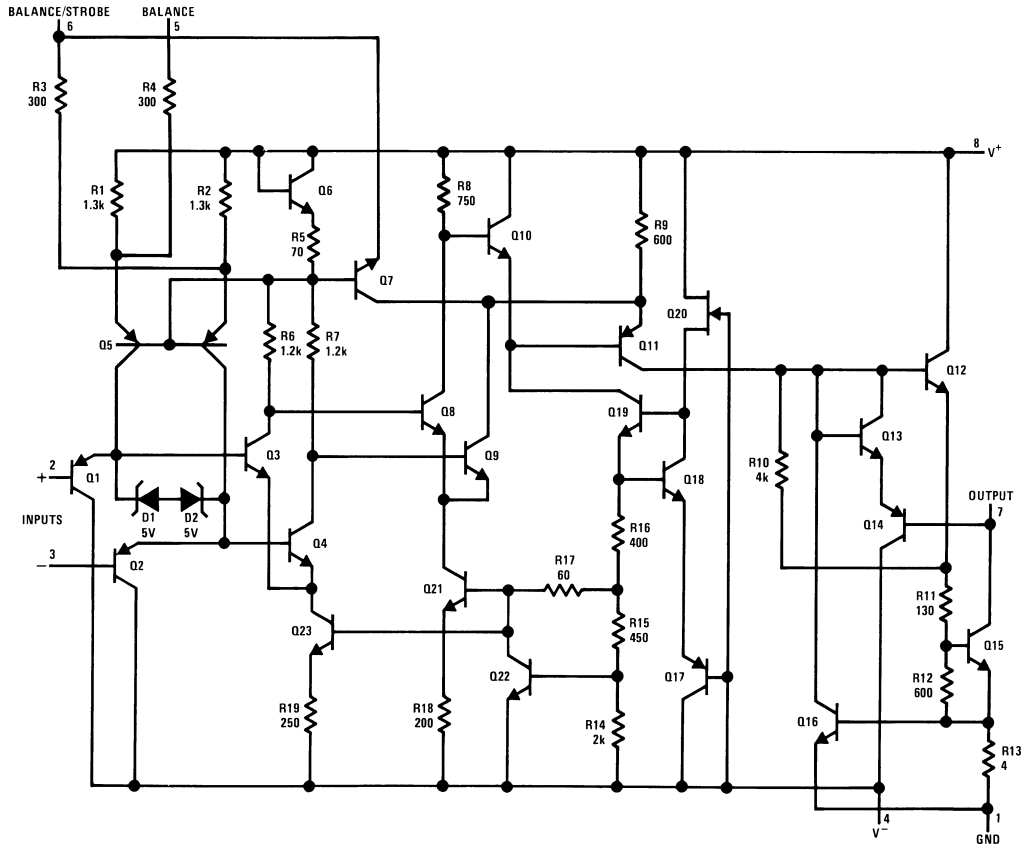 BALANCE/STROBE
6
BALANCE
5
R3
300
R4
300
8 V+
R1
1.3k
R2
1.3k
Q6
R8
750
Q10
R9
600
R5
70
Q7
Q20
Q5
R6
1.2k
R7
1.2k
Q11
Q12
Q8
Q19
Q13
Q3
Q9
Q18
R10
4k
2
+
Q1
INPUTS
D1
5V
D2
5V
OUTPUT
7
Q14
R16
400
3
−
Q2
Q4
R17
60
R11
130
Q21
Q23
R15
450
Q15
Q22
Q17
R12
600
R19
250
R18
200
R14
2k
Q16
R13
4
4
V−
1
GND